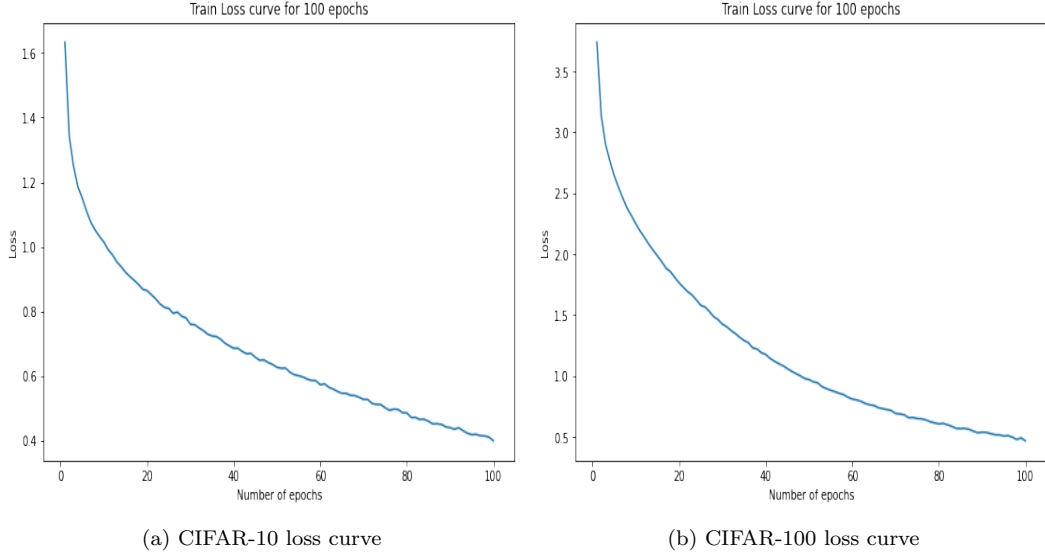 Train Loss curve for 100 epochs
1.6
1.4
1.2
1.0
0.8
0.6
0.4
Loss
0 20 40 60 80 100
Number of epochs
(a) CIFAR-10 loss curve
Train Loss curve for 100 epochs
3.5
3.0
2.5
2.0
1.5
1.0
0.5
Loss
0 20 40 60 80 100
Number of epochs
(b) CIFAR-100 loss curve